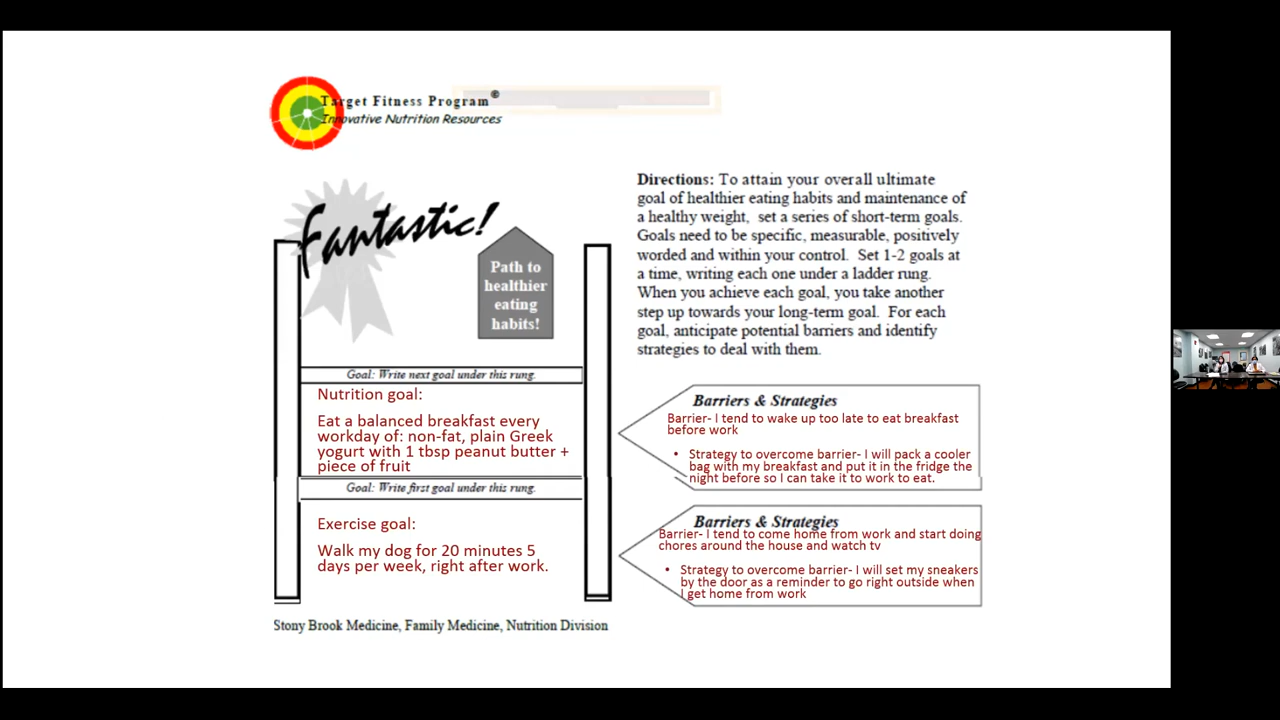 Target Fitness Program©
Innovative Nutrition Resources
Fantastic!
Path to
healthier
eating
habits!
Directions: To attain your overall ultimate
goal of healthier eating habits and maintenance of
a healthy weight, set a series of short-term goals.
Goals need to be specific, measurable, positively
worded and within your control. Set 1-2 goals at
a time, writing each one under a ladder rung.
When you achieve each goal, you take another
step up towards your long-term goal. For each
goal, anticipate potential barriers and identify
strategies to deal with them.
Goal: Write next goal under this rung.
Nutrition goal:
Eat a balanced breakfast every
workday of: non-fat, plain Greek
yogurt with 1 tbsp peanut butter +
piece of fruit
Barriers & Strategies
Barrier- I tend to wake up too late to eat breakfast
before work
• Strategy to overcome barrier- I will pack a cooler
bag with my breakfast and put it in the fridge the
night before so I can take it to work to eat.
Goal: Write first goal under this rung.
Exercise goal:
Walk my dog for 20 minutes 5
days per week, right after work.
Barriers & Strategies
Barrier- I tend to come home from work and start doing
chores around the house and watch tv
• Strategy to overcome barrier- I will set my sneakers
by the door as a reminder to go right outside when
I get home from work
Stony Brook Medicine, Family Medicine, Nutrition Division